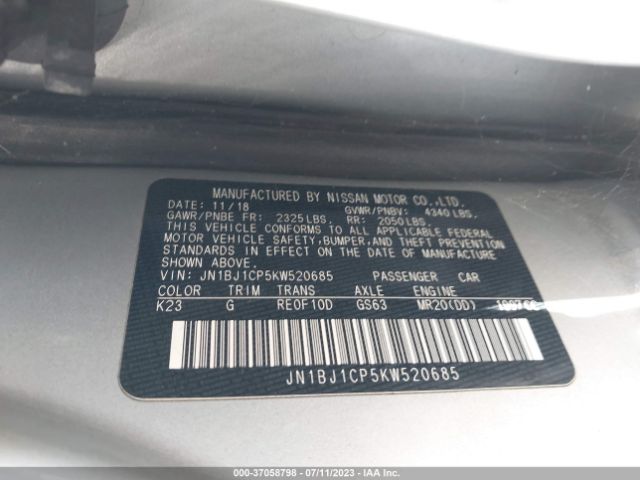 MANUFACTURED BY NISSAN MOTOR CO.,LTD.
DATE: 11/18 GVWR/PNBV: 4340 LBS,
GAWR/PNBE FR: 2325 LBS, RR: 2050 LBS
THIS VEHICLE CONFORMS TO ALL APPLICABLE FEDERAL
MOTOR VEHICLE SAFETY, BUMPER, AND THEFT PREVENTION
STANDARDS IN EFFECT ON THE DATE OF MANUFACTURE
SHOWN ABOVE.
VIN: JN1BJ1CP5KW520685 PASSENGER CAR
COLOR TRIM TRANS AXLE ENGINE
K23 G RE0F10D GS63 MR20(DD)
JN1BJ1CP5KW520685
000-37058798 - 07/11/2023 - IAA Inc.